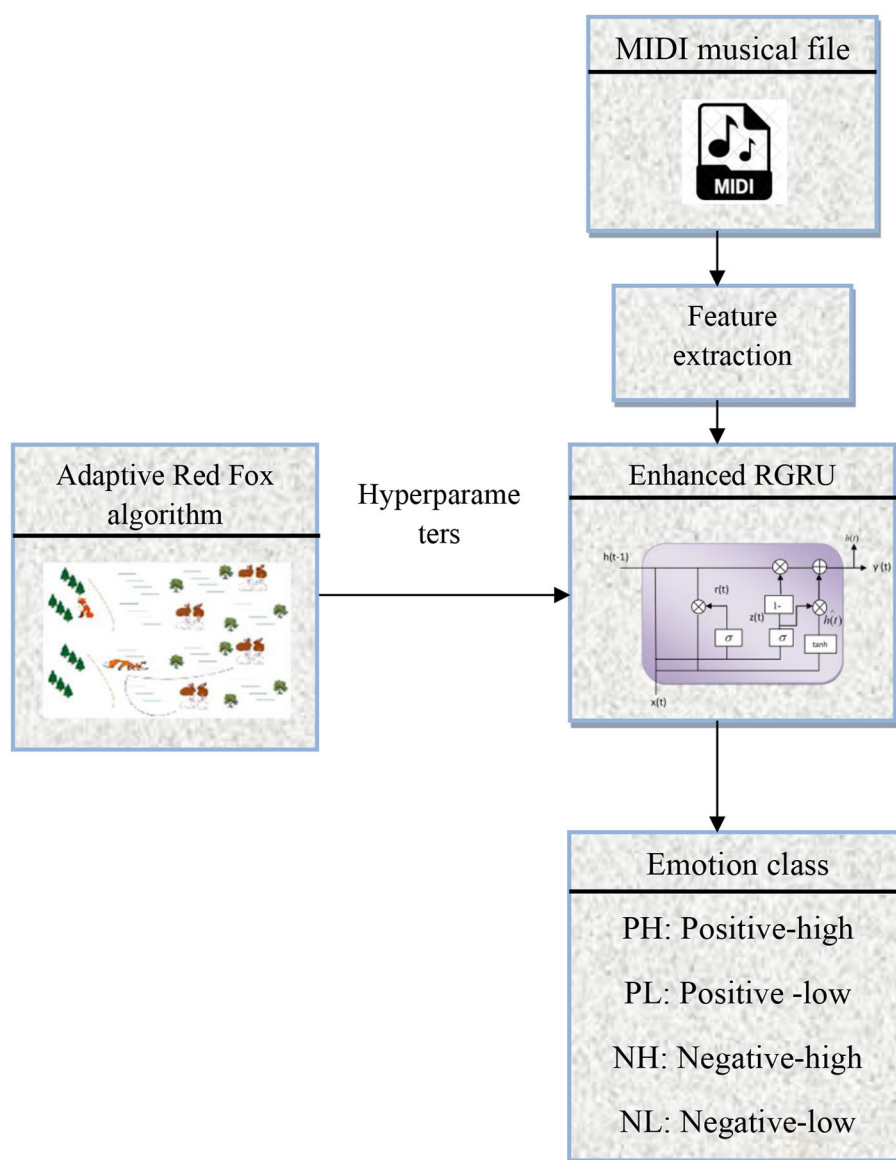 MIDI musical file
MIDI
Feature
extraction
Adaptive Red Fox
algorithm
Hyperparame
ters
Enhanced RGRU
h(t-1)
h(t)
y (t)
r(t)
1-
z(t)
ĥ(t)
σ
σ
tanh
x(t)
Emotion class
PH: Positive-high
PL: Positive -low
NH: Negative-high
NL: Negative-low